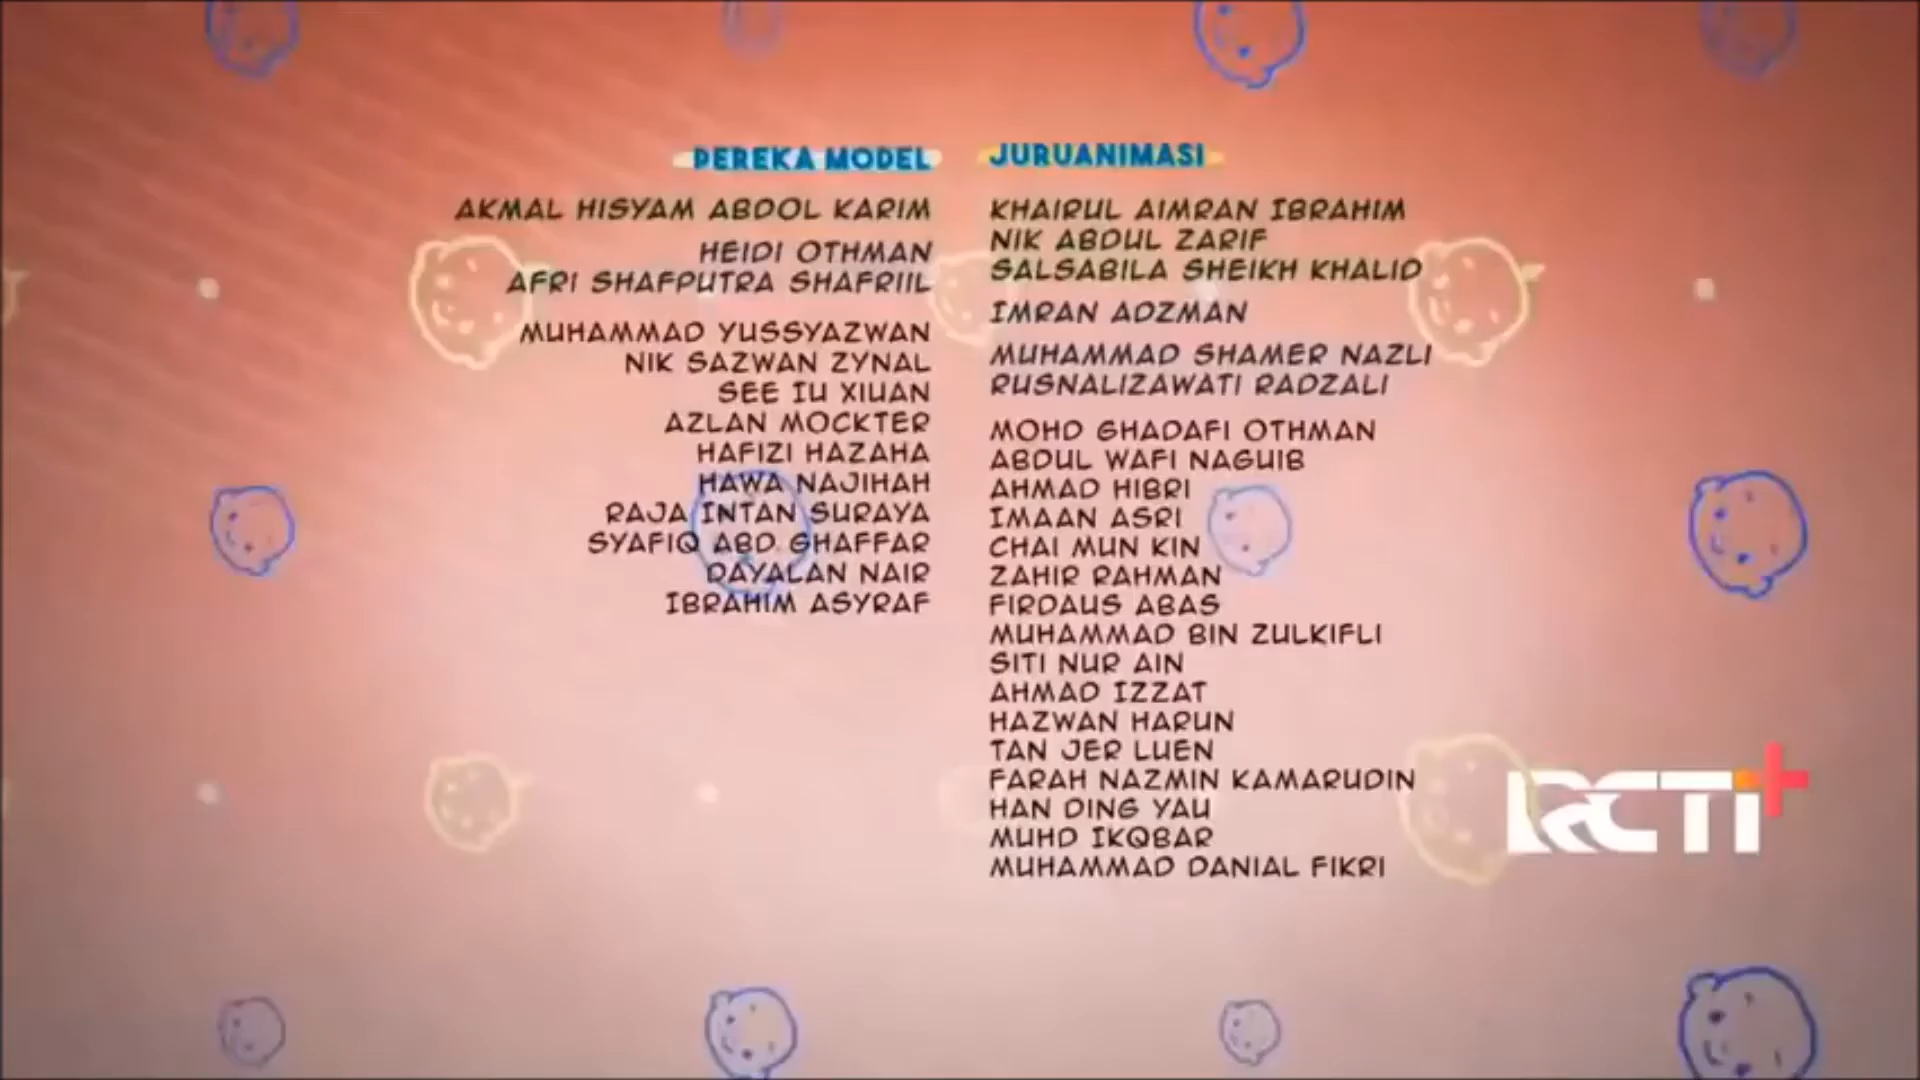 PEREKA MODEL
AKMAL HISYAM ABDOL KARIM
HEIDI OTHMAN
AFRI SHAFPUTRA SHAFRIIL
MUHAMMAD YUSSYAZWAN
NIK SAZWAN ZYNAL
SEE IU XIUAN
AZLAN MOCKTER
HAFIZI HAZAHA
HAWA NAJIHAH
RAJA INTAN SURAYA
SYAFIQ ABD. GHAFFAR
DAYALAN NAIR
IBRAHIM ASYRAF
JURUANIMASI
KHAIRUL AIMRAN IBRAHIM
NIK ABDUL ZARIF
SALSABILA SHEIKH KHALID
IMRAN ADZMAN
MUHAMMAD SHAMER NAZLI
RUSNALIZAWATI RADZALI
MOHD GHADAFI OTHMAN
ABDUL WAFI NAGUIB
AHMAD HIBRI
IMAAN ASRI
CHAI MUN KIN
ZAHIR RAHMAN
FIRDAUS ABAS
MUHAMMAD BIN ZULKIFLI
SITI NUR AIN
AHMAD IZZAT
HAZWAN HARUN
TAN JER LUEN
FARAH NAZMIN KAMARUDIN
HAN DING YAU
MUHD IKQBAR
MUHAMMAD DANIAL FIKRI
RCTI+